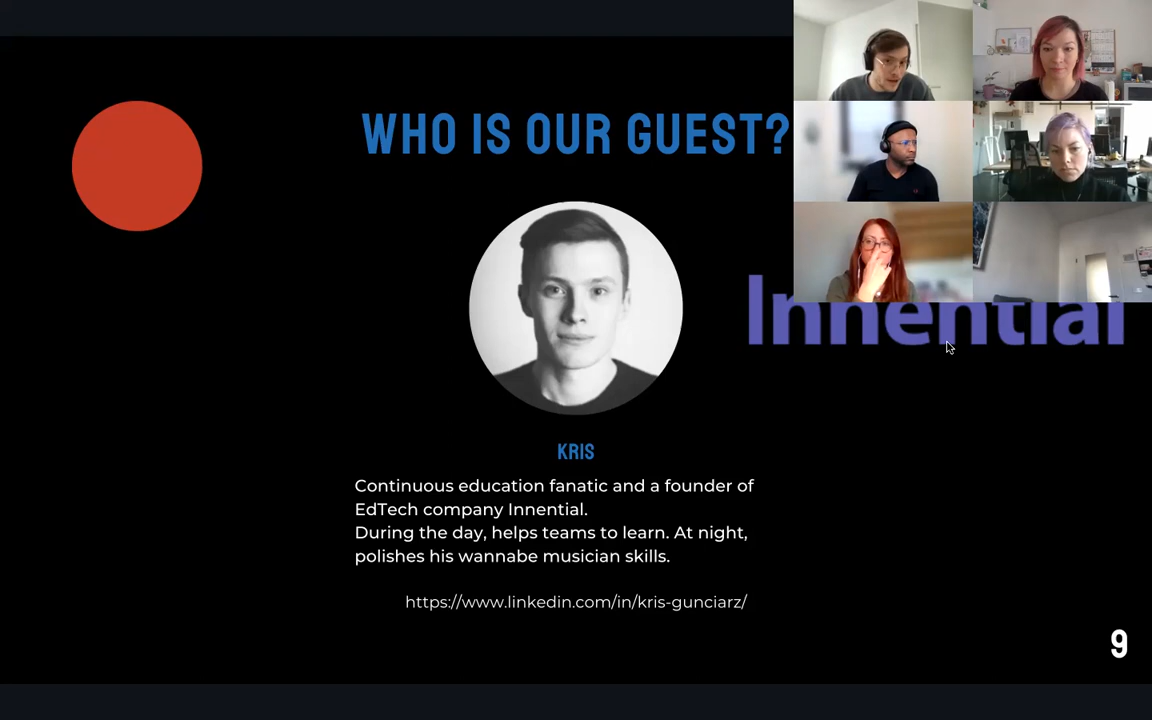 WHO IS OUR GUEST?
Innential
KRIS
Continuous education fanatic and a founder of
EdTech company Innential.
During the day, helps teams to learn. At night,
polishes his wannabe musician skills.
https://www.linkedin.com/in/kris-gunciarz/
9